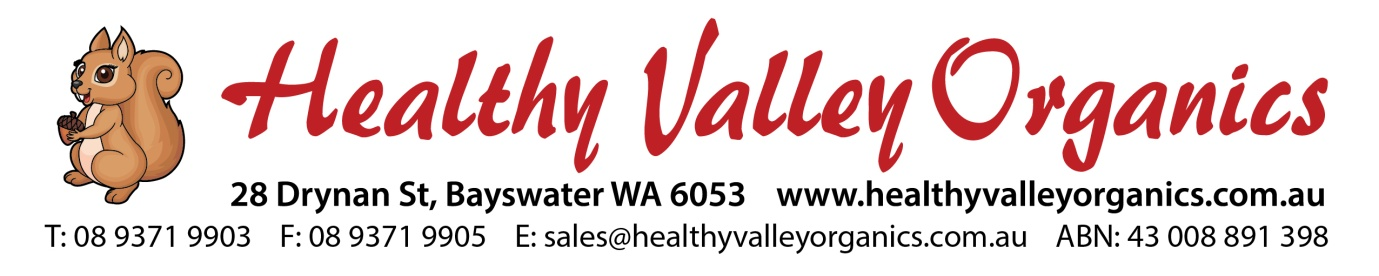 Healthy Valley Organics
28 Drynan St, Bayswater WA 6053 www.healthyvalleyorganics.com.au
T: 08 9371 9903 F: 08 9371 9905 E: sales@healthyvalleyorganics.com.au ABN: 43 008 891 398